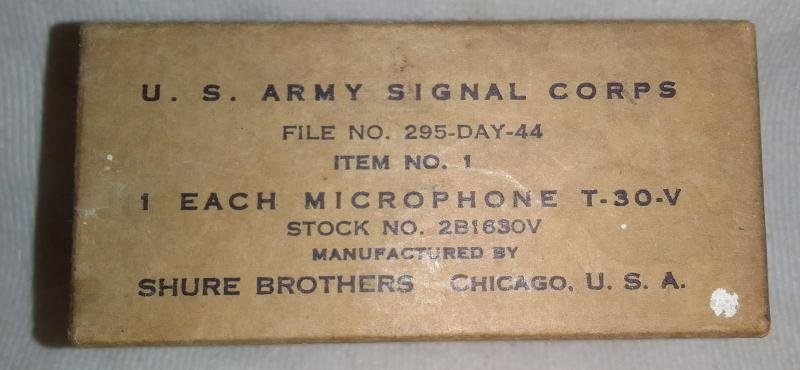 U. S. ARMY SIGNAL CORPS
FILE NO. 295-DAY-44
ITEM NO. 1
1 EACH MICROPHONE T-30-V
STOCK NO. 2B1630V
MANUFACTURED BY
SHURE BROTHERS CHICAGO, U. S. A.